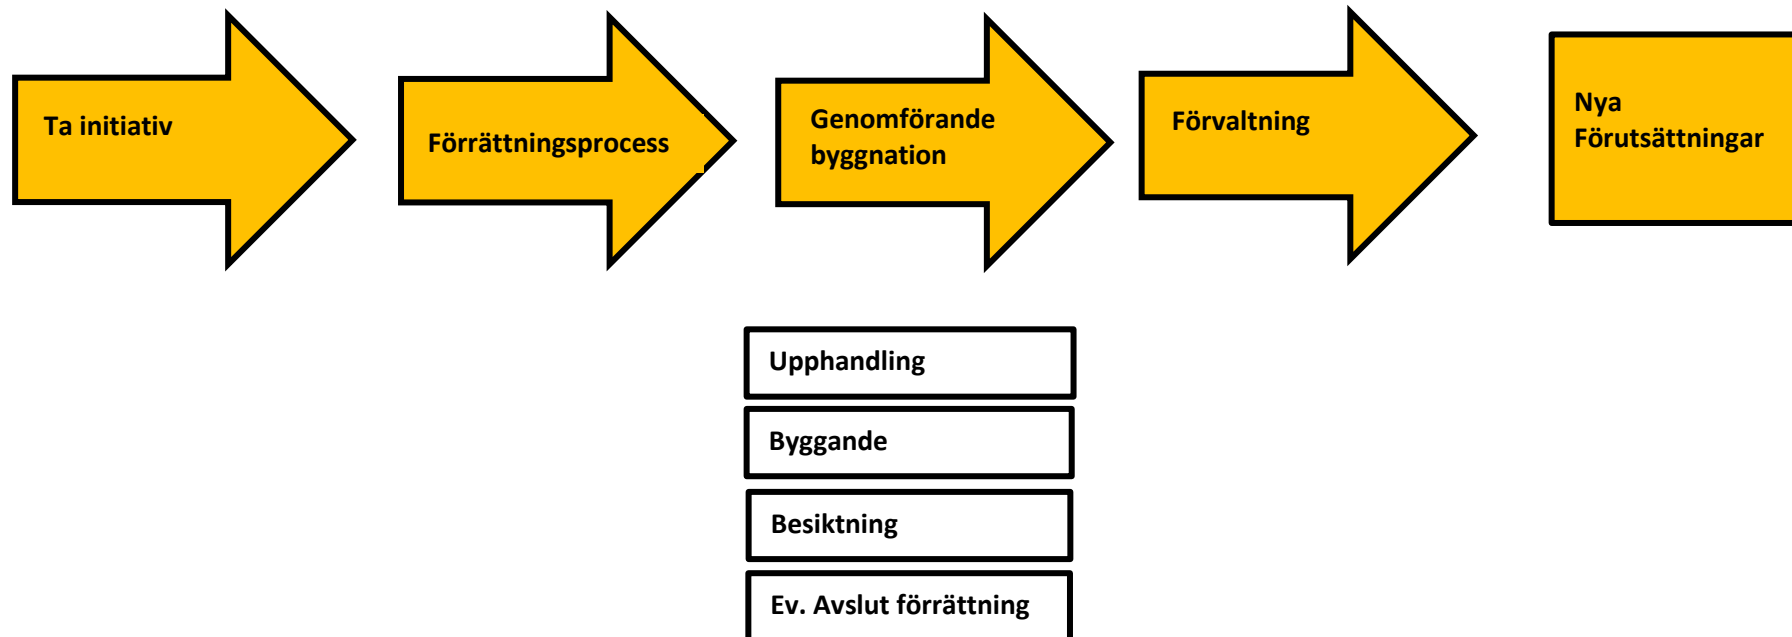 Ta initiativ
Förrättningsprocess
Genomförande
byggnation
Förvaltning
Nya
Förutsättningar
Upphandling
Byggande
Besiktning
Ev. Avslut förrättning